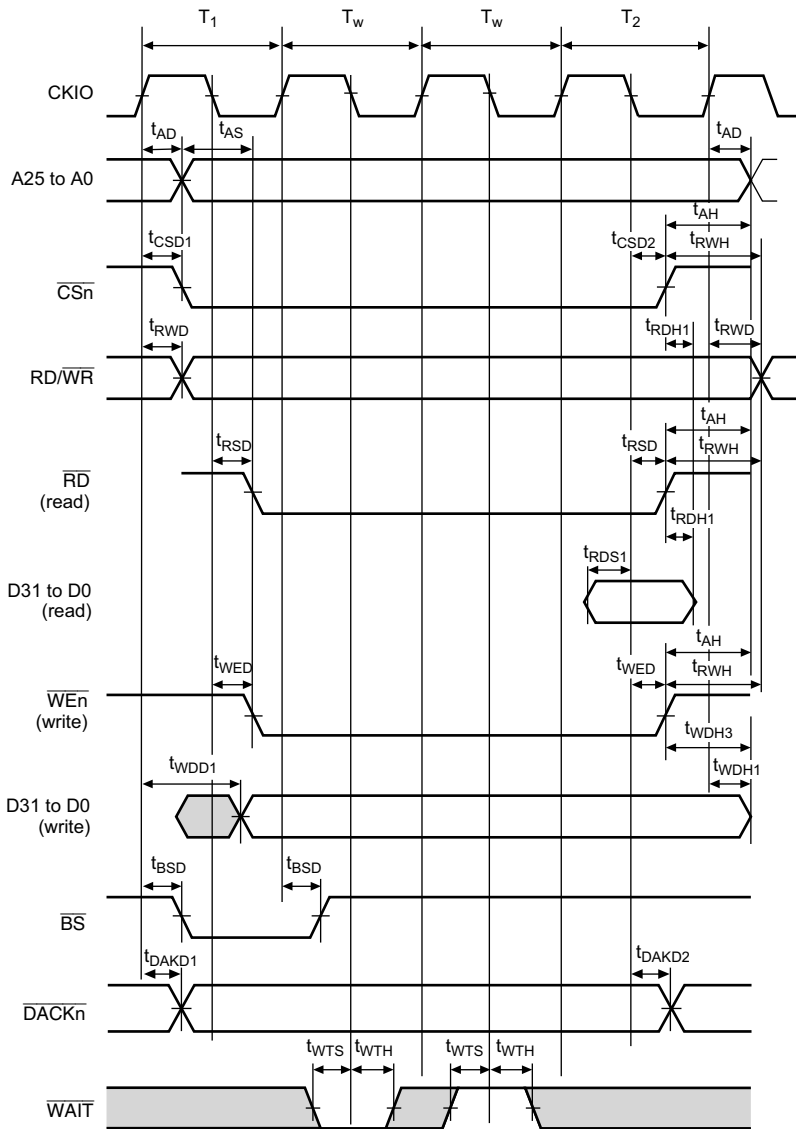 T1 Tw Tw T2
CKIO
tAD tAS tAD
A25 to A0
tAH
tCSD1 tCSD2 tRWH
CSn
tRWD tRDH1 tRWD
RD/WR
tAH
tRSD tRSD tRWH
RD
(read)
tRDH1
tRDS1
D31 to D0
(read)
tAH
tWED tWED tRWH
WEn
(write)
tWDH3
tWDD1 tWDH1
D31 to D0
(write)
tBSD tBSD
BS
tDAKD1 tDAKD2
DACKn
tWTS tWTH tWTS tWTH
WAIT